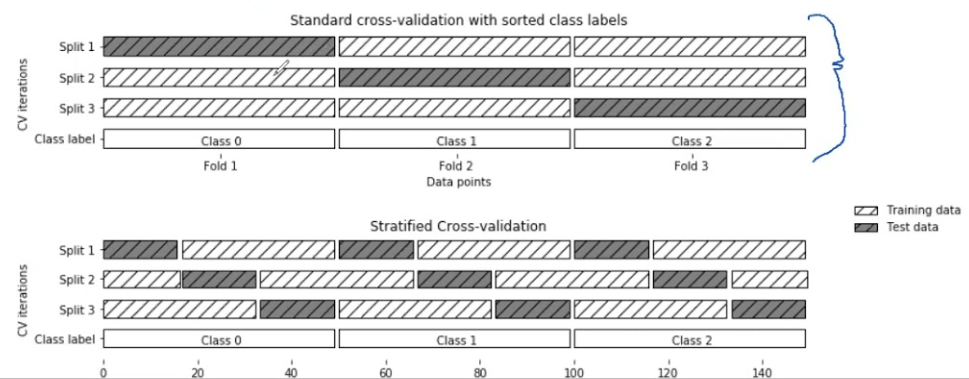 Standard cross-validation with sorted class labels
CV iterations
Split 1
Split 2
Split 3
Class label
Class 0 Class 1 Class 2
Fold 1 Fold 2 Fold 3
Data points
Training data
Test data
Stratified Cross-validation
CV iterations
Split 1
Split 2
Split 3
Class label
Class 0 Class 1 Class 2
0 20 40 60 80 100 120 140